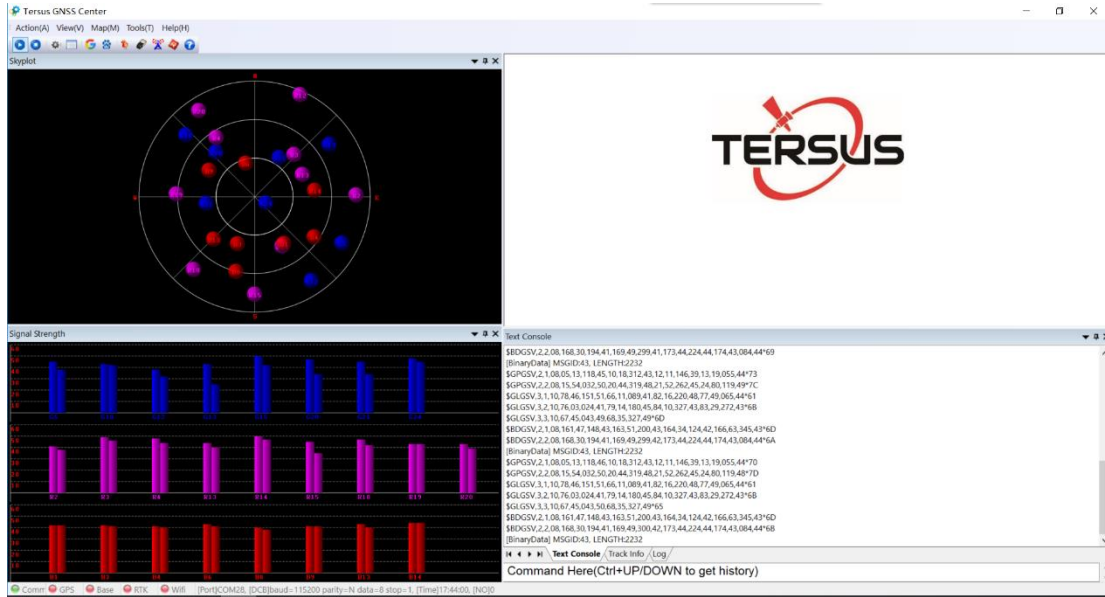 Tersus GNSS Center
Action(A) View(V) Map(M) Tools(T) Help(H)
Skyplot
TERSUS
Signal Strength
R2 R3 R4 R13 R14 R15 R18 R19 R20
Text Console
$BDGSV,2,2,08,168,30,194,41,169,49,299,41,173,44,224,44,174,43,084,44*69
[BinaryData] MSGID:43, LENGTH:2232
$GPGSV,2,1,08,05,13,118,45,10,18,312,43,12,11,146,39,13,19,055,44*73
$GPGSV,2,2,08,15,54,032,50,20,44,319,48,21,52,262,45,24,80,119,49*7C
$GLGSV,3,1,10,78,46,151,51,66,11,089,41,82,16,220,48,77,49,065,44*61
$GLGSV,3,2,10,76,03,024,41,79,14,180,45,84,10,327,43,83,29,272,43*6B
$GLGSV,3,3,10,67,45,043,49,68,35,327,49*6D
$BDGSV,2,1,08,161,47,148,43,163,51,200,43,164,34,124,42,166,63,345,43*6D
$BDGSV,2,2,08,168,30,194,41,169,49,299,42,173,44,224,44,174,43,084,44*6A
[BinaryData] MSGID:43, LENGTH:2232
$GPGSV,2,1,08,05,13,118,46,10,18,312,43,12,11,146,39,13,19,055,44*70
$GPGSV,2,2,08,15,54,032,50,20,44,319,48,21,52,262,45,24,80,119,48*7D
$GLGSV,3,1,10,78,46,151,51,66,11,089,41,82,16,220,48,77,49,065,44*61
$GLGSV,3,2,10,76,03,024,41,79,14,180,45,84,10,327,43,83,29,272,43*6B
$GLGSV,3,3,10,67,45,043,50,68,35,327,49*65
$BDGSV,2,1,08,161,47,148,43,163,51,200,43,164,34,124,42,166,63,345,43*6D
$BDGSV,2,2,08,168,30,194,41,169,49,300,42,173,44,224,44,174,43,084,44*6B
[BinaryData] MSGID:43, LENGTH:2232
Text Console Track Info Log
Command Here(Ctrl+UP/DOWN to get history)
Comm GPS Base RTK Wifi [Port]COM28, [DCB]baud=115200 parity=N data=8 stop=1, [Time]17:44:00, [NO]0